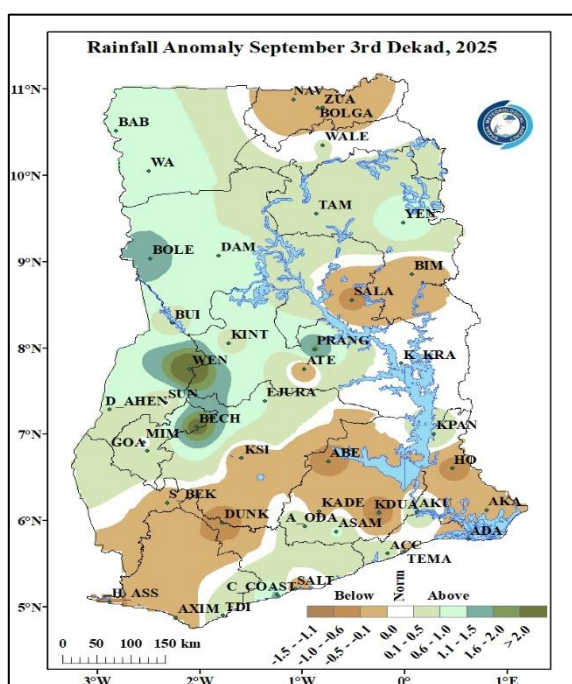 Rainfall Anomaly September 3rd Dekad, 2025
11°N
NAV
ZUA
BOLGA
BAB
WALE
WA
10°N
TAM
YEN
9°N
BOLE
DAM
BIM
SALA
BUI
8°N
KINT
PRANG
WEN
ATE
K_KRA
SUN
EJURA
D_AHEN
BECH
KPAN
7°N
MIM
GOA
KSI
ABE
HO
S_BEK
KADE
KDUA
AKU
AKA
DUNK
A_ODA
ASAM
6°N
ADA
ACC
TEMA
C_COAST
SALT
H_ASS
AXIM
TDI
5°N
Below
Norm
Above
-1.5 - -1.1
-1.0 - -0.6
-0.5 - -0.1
0.0
0.1 - 0.5
0.6 - 1.0
1.1 - 1.5
1.6 - 2.0
> 2.0
0 50 100 150 km
3°W 2°W 1°W 0° 1°E